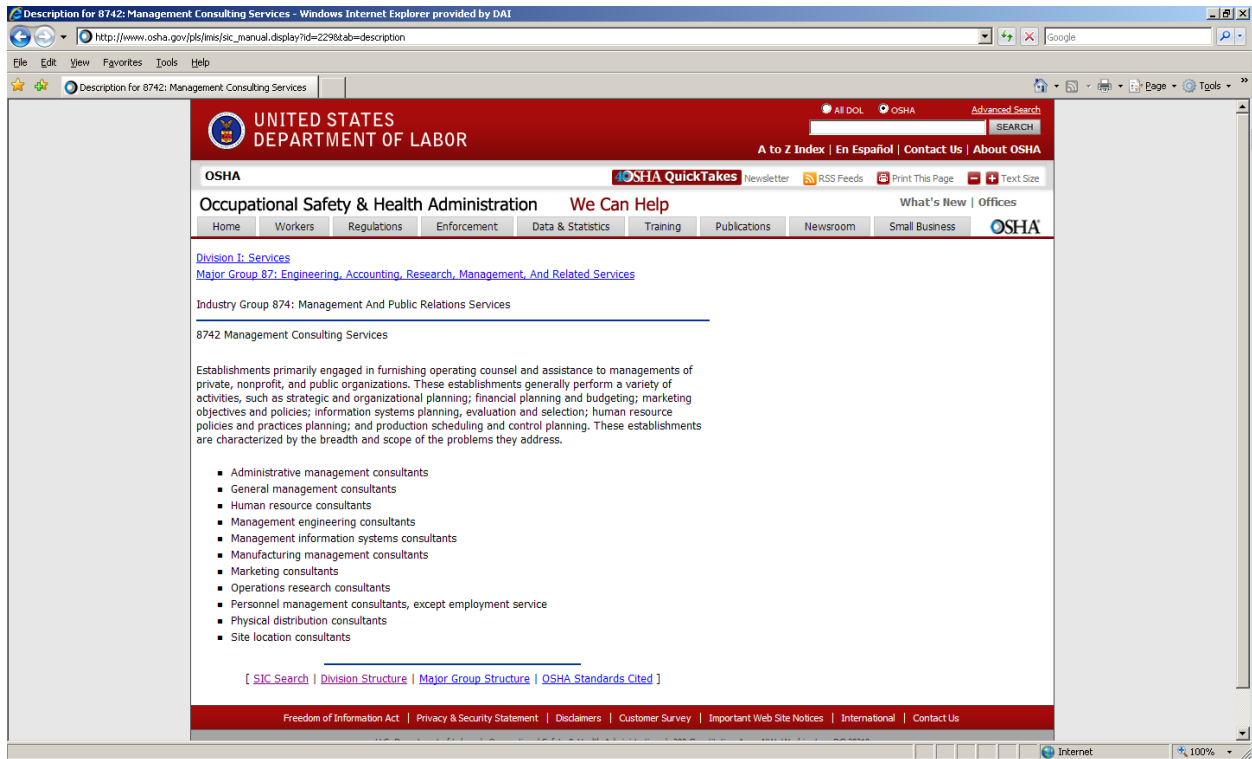 Description for 8742: Management Consulting Services - Windows Internet Explorer provided by DAI
http://www.osha.gov/pls/imis/sic_manual.display?id=229&tab=description
Google
File Edit View Favorites Tools Help
Description for 8742: Management Consulting Services
Page Tools »
UNITED STATES
DEPARTMENT OF LABOR
All DOL OSHA Advanced Search
SEARCH
A to Z Index | En Español | Contact Us | About OSHA
OSHA
40 OSHA QuickTakes Newsletter RSS Feeds Print This Page Text Size
Occupational Safety & Health Administration We Can Help
What's New | Offices
Home Workers Regulations Enforcement Data & Statistics Training Publications Newsroom Small Business OSHA
Division I: Services
Major Group 87: Engineering, Accounting, Research, Management, And Related Services
Industry Group 874: Management And Public Relations Services
8742 Management Consulting Services
Establishments primarily engaged in furnishing operating counsel and assistance to managements of
private, nonprofit, and public organizations. These establishments generally perform a variety of
activities, such as strategic and organizational planning; financial planning and budgeting; marketing
objectives and policies; information systems planning, evaluation and selection; human resource
policies and practices planning; and production scheduling and control planning. These establishments
are characterized by the breadth and scope of the problems they address.
▪ Administrative management consultants
▪ General management consultants
▪ Human resource consultants
▪ Management engineering consultants
▪ Management information systems consultants
▪ Manufacturing management consultants
▪ Marketing consultants
▪ Operations research consultants
▪ Personnel management consultants, except employment service
▪ Physical distribution consultants
▪ Site location consultants
[ SIC Search | Division Structure | Major Group Structure | OSHA Standards Cited ]
Freedom of Information Act | Privacy & Security Statement | Disclaimers | Customer Survey | Important Web Site Notices | International | Contact Us
Internet
100%